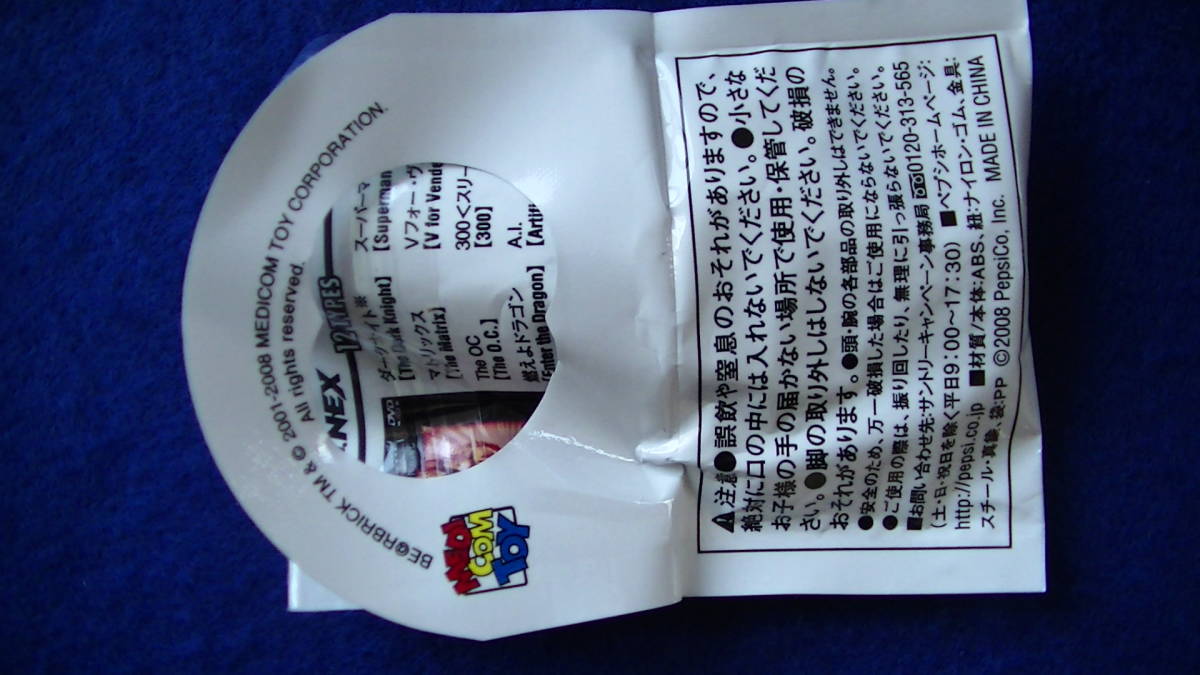 BE@RBRICK TM & © 2001-2008 MEDICOM TOY CORPORATION.
All rights reserved.
MEDI
COM
TOY
12 TYPES
ダークナイト
[The Dark Knight]
マトリックス
[The Matrix]
The OC
[The O.C.]
燃えよドラゴン
[Enter the Dragon]
スーパーマ
[Superman
Vフォー・ヴ
[V for Vende
300<スリー
[300]
A.I.
DVD
⚠注意●誤飲や窒息のおそれがありますので、
絶対に口の中には入れないでください。●小さな
お子様の手の届かない場所で使用・保管してくだ
さい。●脚の取り外しはしないでください。破損の
おそれがあります。●頭・腕の各部品の取り外しはできません。
●安全のため、万一破損した場合はご使用にならないでください。
●ご使用の際は、振り回したり、無理に引っ張らないでください。
■お問い合わせ先:サントリーキャンペーン事務局 0120-313-565
(土・日・祝日を除く平日9:00~17:30) ■ペプシホームページ:
http://pepsi.co.jp ■材質/本体:ABS、紐:ナイロン・ゴム、金具:
スチール・真鍮、袋:PP ©2008 PepsiCo, Inc. MADE IN CHINA